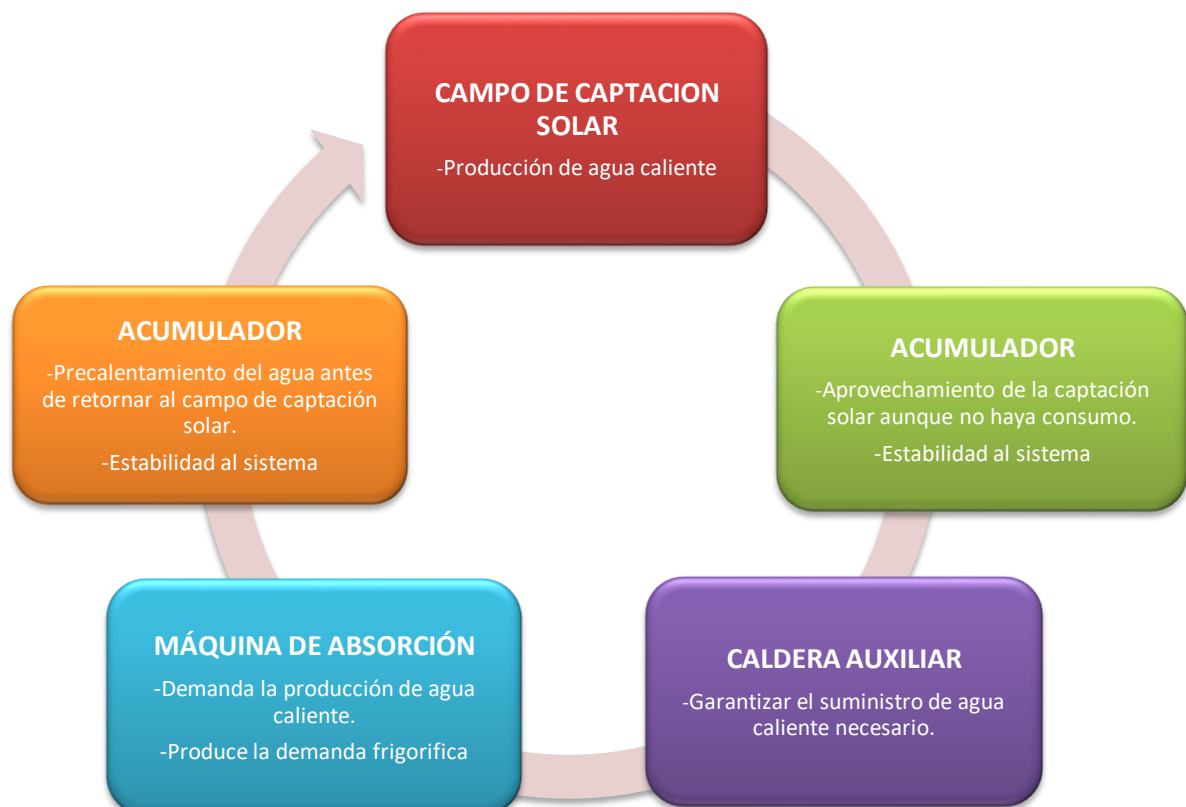 CAMPO DE CAPTACION
SOLAR
-Producción de agua caliente
ACUMULADOR
-Aprovechamiento de la captación
solar aunque no haya consumo.
-Estabilidad al sistema
CALDERA AUXILIAR
-Garantizar el suministro de agua
caliente necesario.
MÁQUINA DE ABSORCIÓN
-Demanda la producción de agua
caliente.
-Produce la demanda frigorifica
ACUMULADOR
-Precalentamiento del agua antes
de retornar al campo de captación
solar.
-Estabilidad al sistema